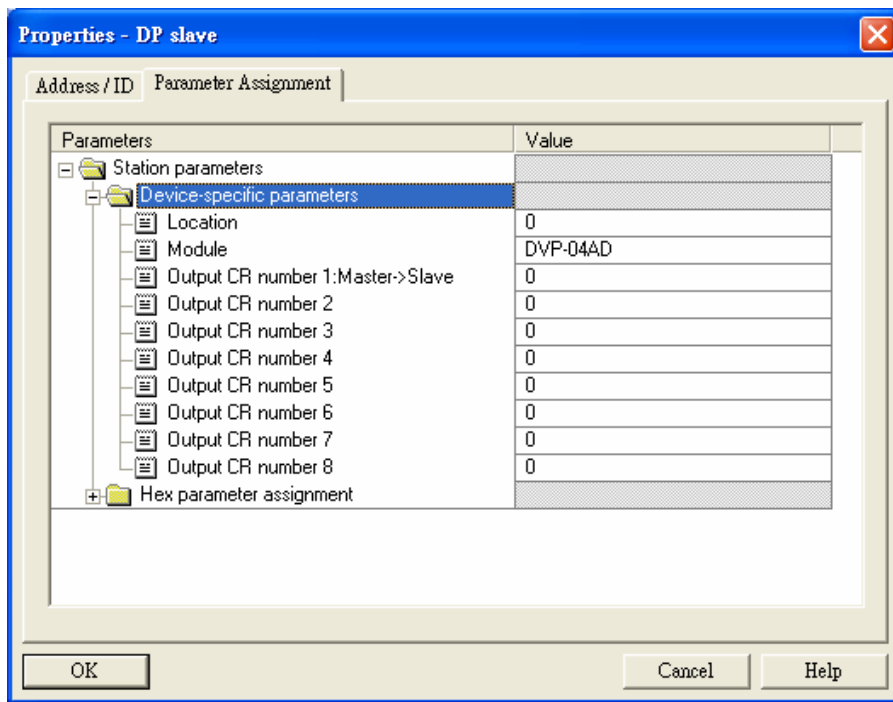 Properties - DP slave
Address / ID Parameter Assignment
Parameters Value
Station parameters
Device-specific parameters
Location 0
Module DVP-04AD
Output CR number 1:Master->Slave 0
Output CR number 2 0
Output CR number 3 0
Output CR number 4 0
Output CR number 5 0
Output CR number 6 0
Output CR number 7 0
Output CR number 8 0
Hex parameter assignment
OK Cancel Help